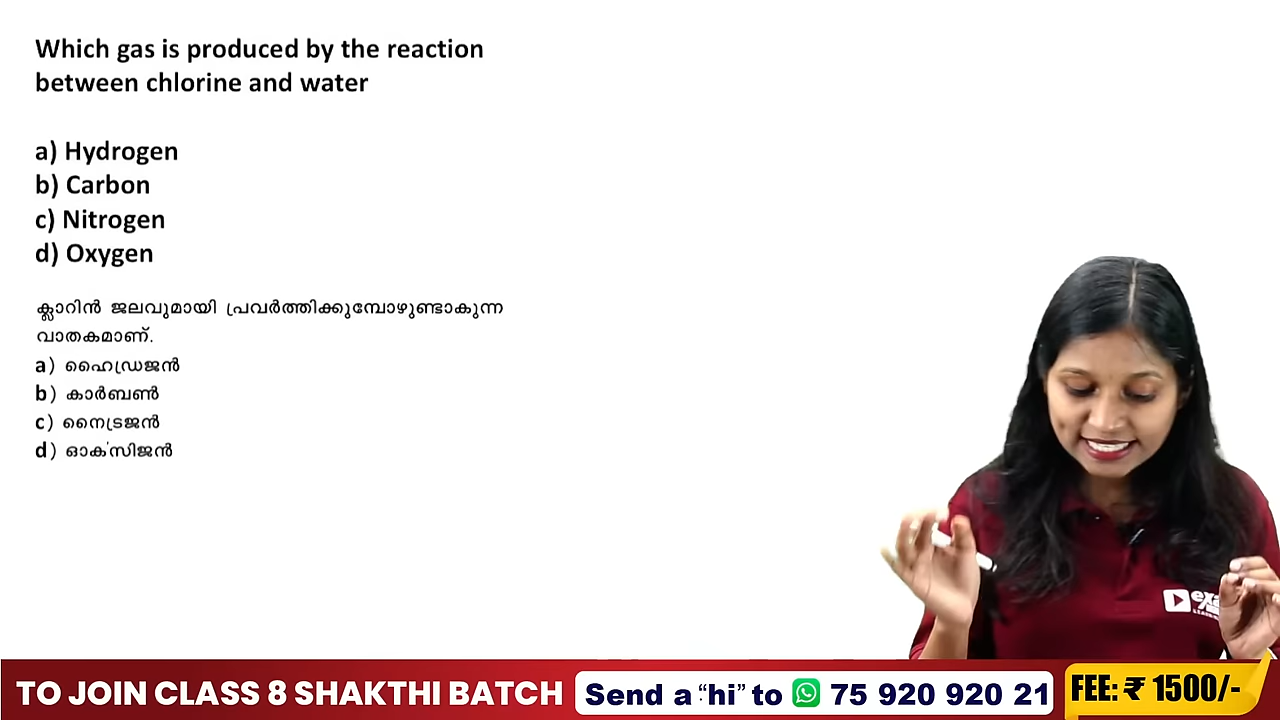 Which gas is produced by the reaction
between chlorine and water
a) Hydrogen
b) Carbon
c) Nitrogen
d) Oxygen
ക്ലോറിൻ ജലവുമായി പ്രവർത്തിക്കുമ്പോഴുണ്ടാകുന്ന
വാതകമാണ്.
a) ഹൈഡ്രജൻ
b) കാർബൺ
c) നൈട്രജൻ
d) ഓക്സിജൻ
TO JOIN CLASS 8 SHAKTHI BATCH
Send a “hi” to 75 920 920 21
FEE: ₹ 1500/-